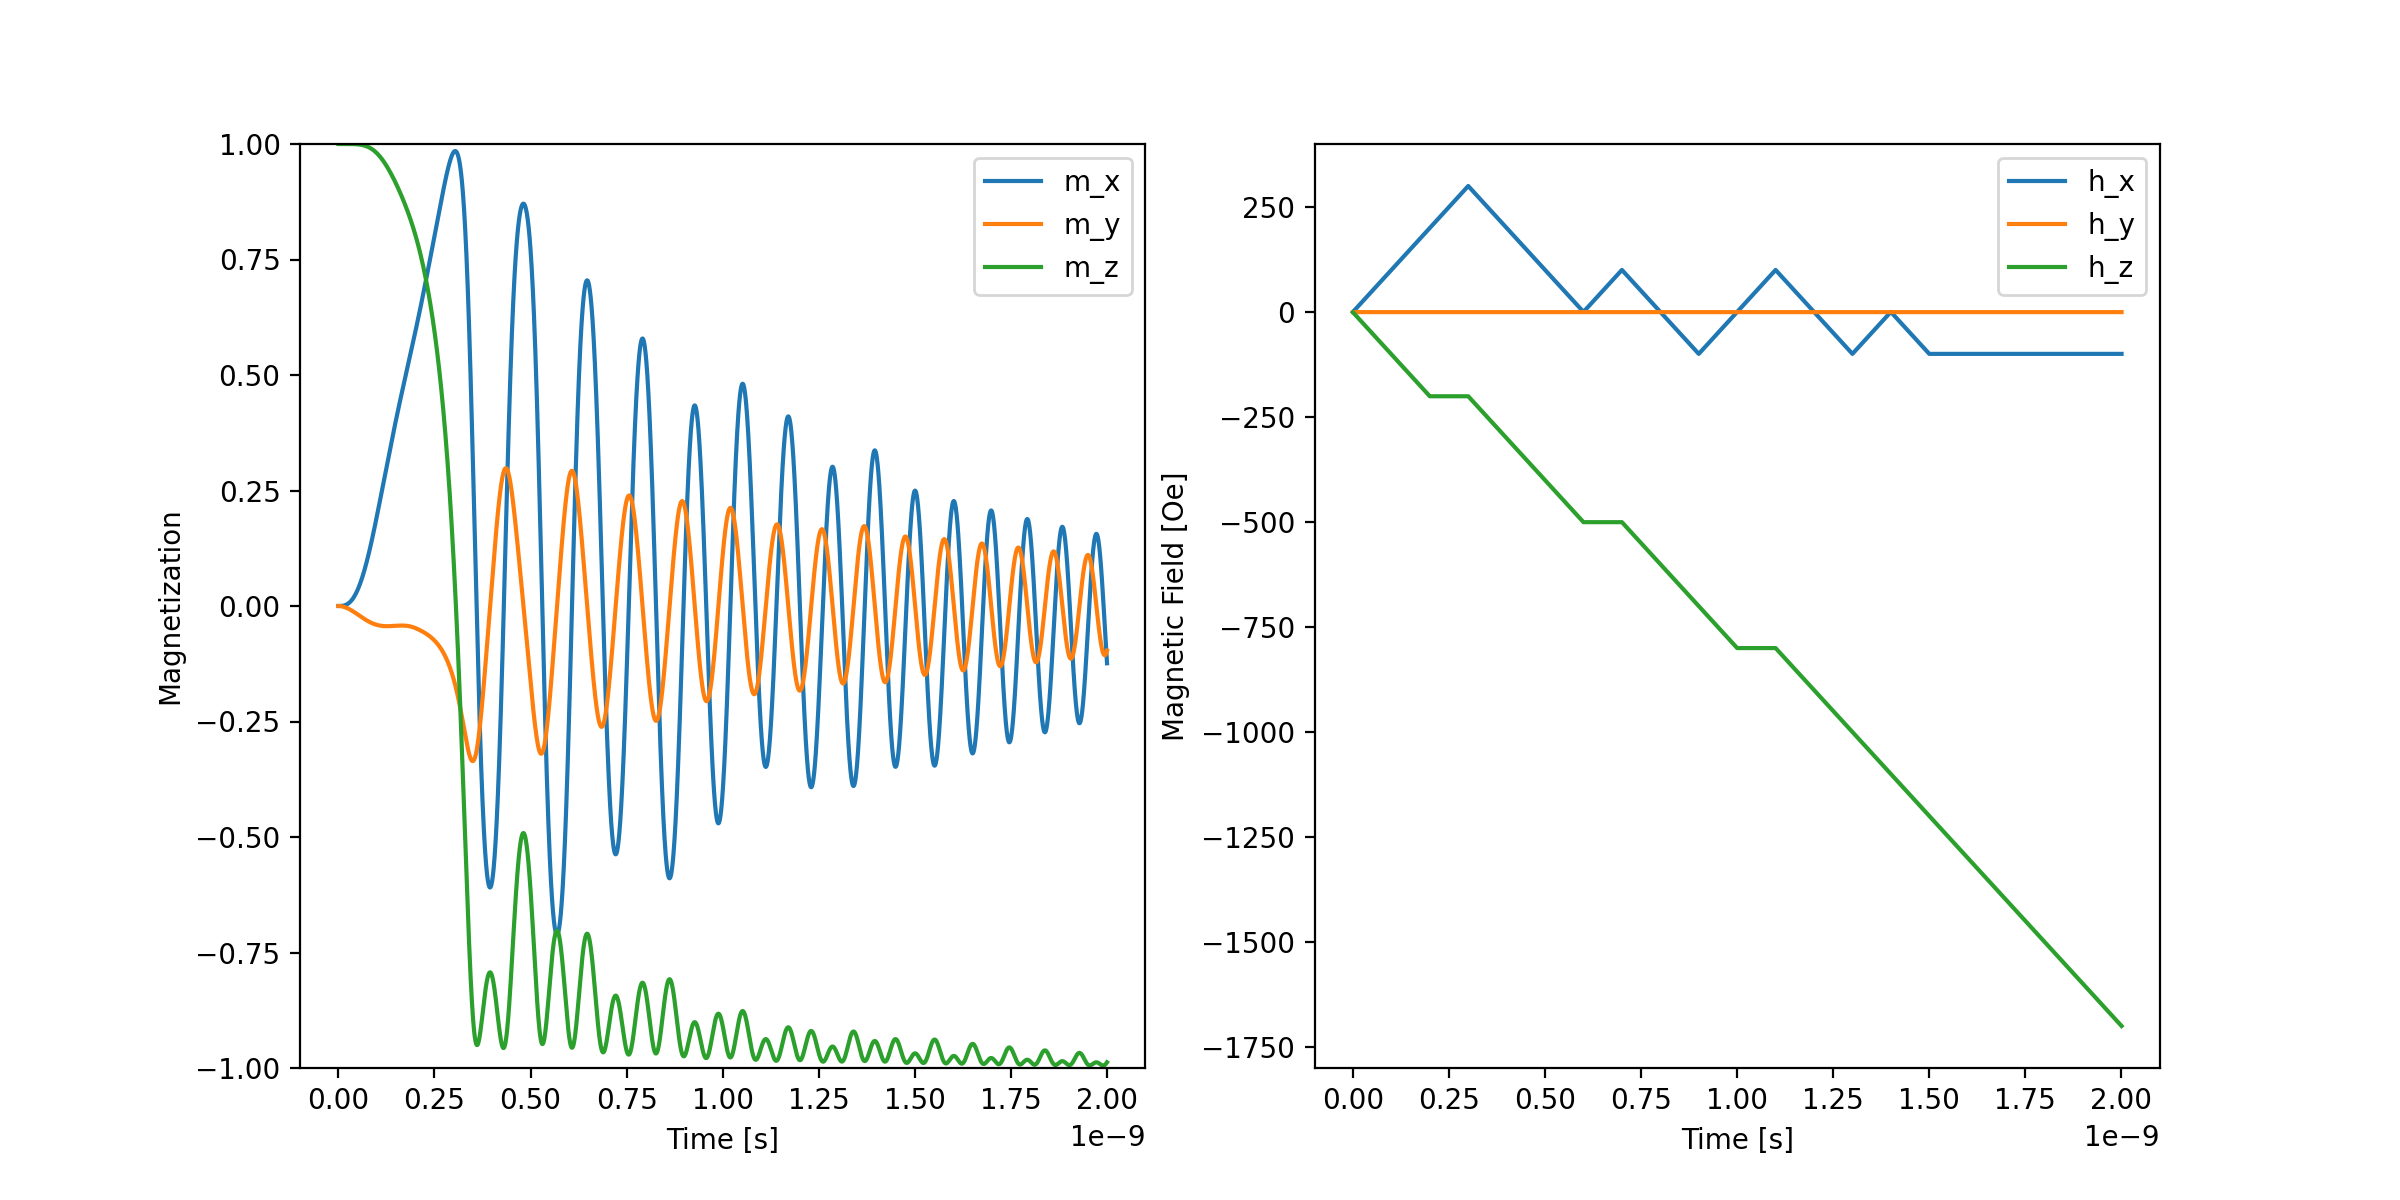 Magnetization
1.00
0.75
0.50
0.25
0.00
−0.25
−0.50
−0.75
−1.00
m_x
m_y
m_z
0.00 0.25 0.50 0.75 1.00 1.25 1.50 1.75 2.00
Time [s]
1e−9
Magnetic Field [Oe]
250
0
−250
−500
−750
−1000
−1250
−1500
−1750
h_x
h_y
h_z
0.00 0.25 0.50 0.75 1.00 1.25 1.50 1.75 2.00
Time [s]
1e−9